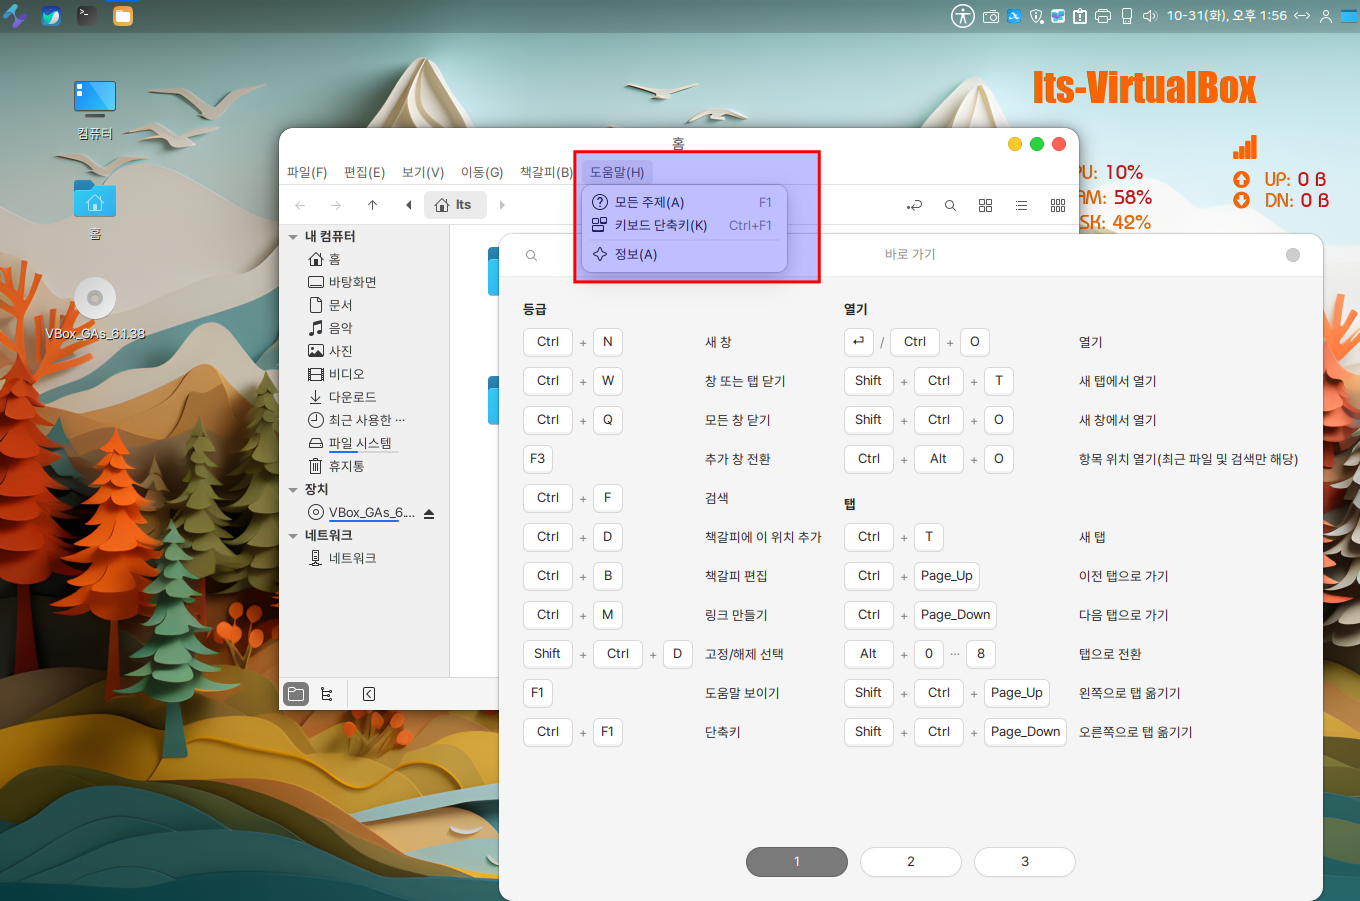 10-31(화), 오후 1:56
Its-VirtualBox
컴퓨터
홈
VBox_GAs_6.1.38
PU: 10%
AM: 58%
SK: 42%
UP: 0 B
DN: 0 B
홈
파일(F) 편집(E) 보기(V) 이동(G) 책갈피(B) 도움말(H)
lts
모든 주제(A) F1
키보드 단축키(K) Ctrl+F1
정보(A)
내 컴퓨터
홈
바탕화면
문서
음악
사진
비디오
다운로드
최근 사용한 ...
파일 시스템
휴지통
장치
VBox_GAs_6....
네트워크
네트워크
바로 가기
등급
Ctrl + N 새 창
Ctrl + W 창 또는 탭 닫기
Ctrl + Q 모든 창 닫기
F3 추가 창 전환
Ctrl + F 검색
Ctrl + D 책갈피에 이 위치 추가
Ctrl + B 책갈피 편집
Ctrl + M 링크 만들기
Shift + Ctrl + D 고정/해제 선택
F1 도움말 보이기
Ctrl + F1 단축키
열기
↵ / Ctrl + O 열기
Shift + Ctrl + T 새 탭에서 열기
Shift + Ctrl + O 새 창에서 열기
Ctrl + Alt + O 항목 위치 열기(최근 파일 및 검색만 해당)
탭
Ctrl + T 새 탭
Ctrl + Page_Up 이전 탭으로 가기
Ctrl + Page_Down 다음 탭으로 가기
Alt + 0 ... 8 탭으로 전환
Shift + Ctrl + Page_Up 왼쪽으로 탭 옮기기
Shift + Ctrl + Page_Down 오른쪽으로 탭 옮기기
1 2 3